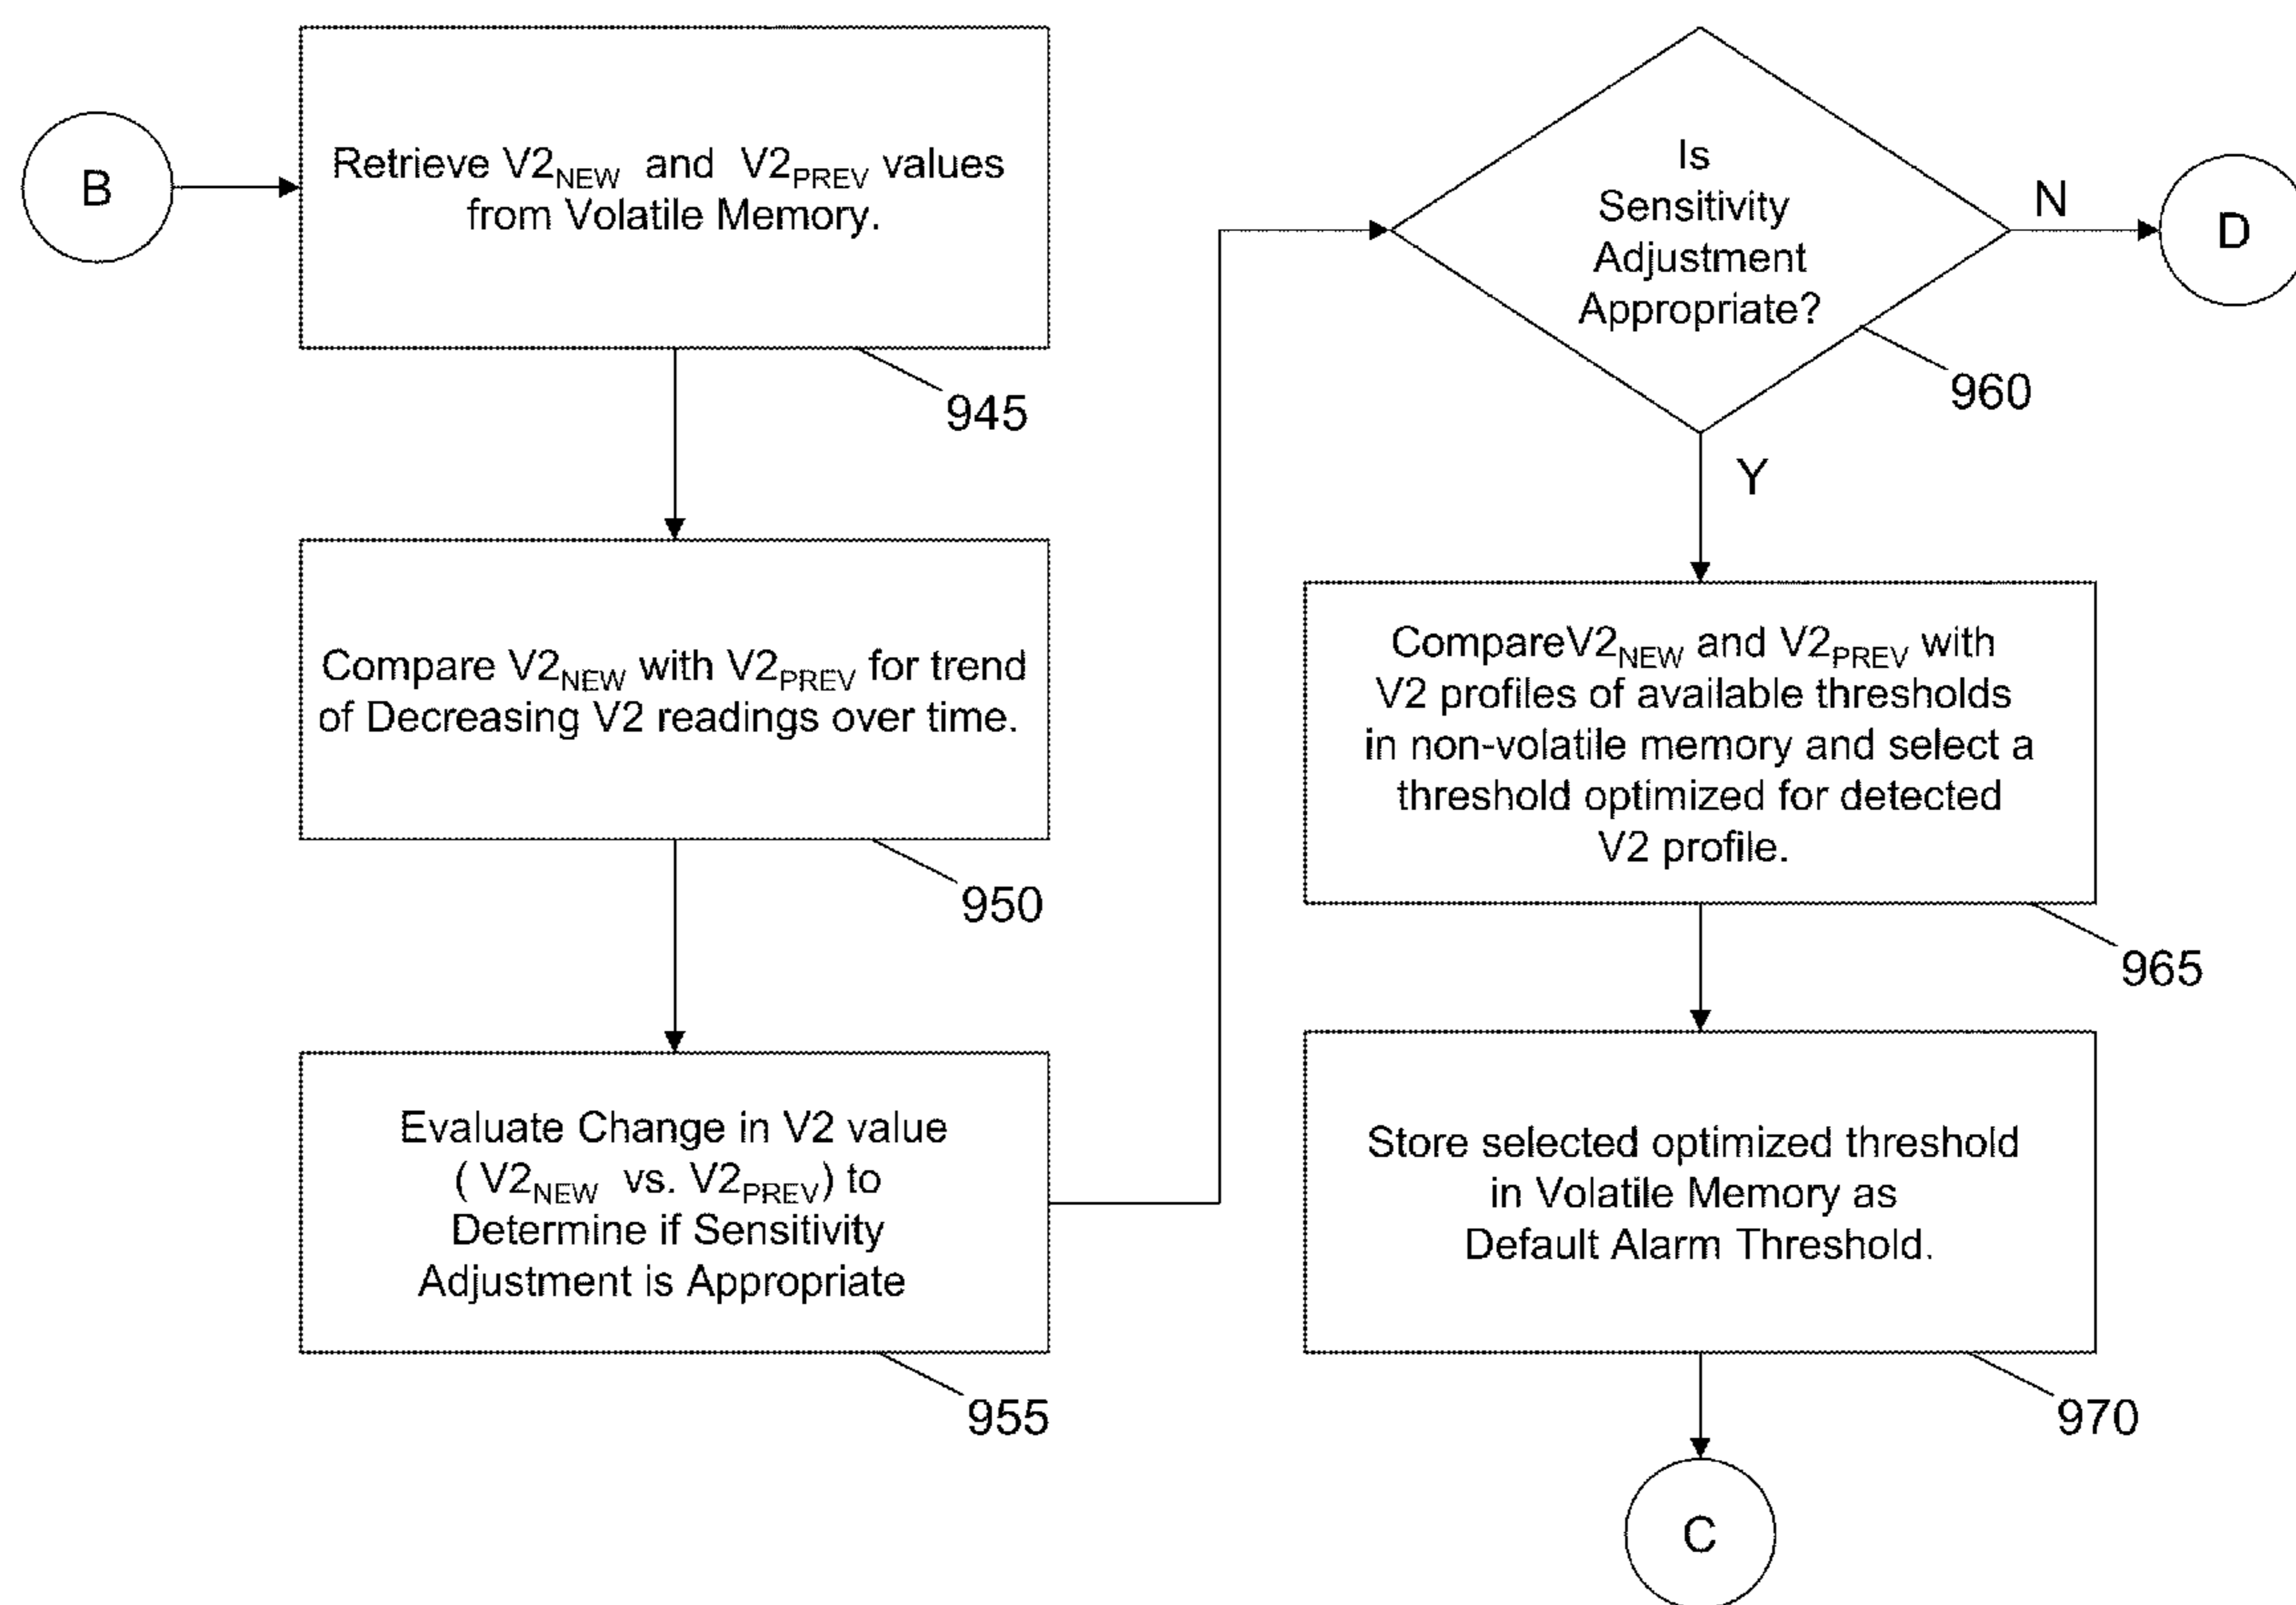 B
Retrieve V2NEW and V2PREV values
from Volatile Memory.
945
Compare V2NEW with V2PREV for trend
of Decreasing V2 readings over time.
950
Evaluate Change in V2 value
( V2NEW vs. V2PREV) to
Determine if Sensitivity
Adjustment is Appropriate
955
Is
Sensitivity
Adjustment
Appropriate?
960
N
D
Y
CompareV2NEW and V2PREV with
V2 profiles of available thresholds
in non-volatile memory and select a
threshold optimized for detected
V2 profile.
965
Store selected optimized threshold
in Volatile Memory as
Default Alarm Threshold.
970
C